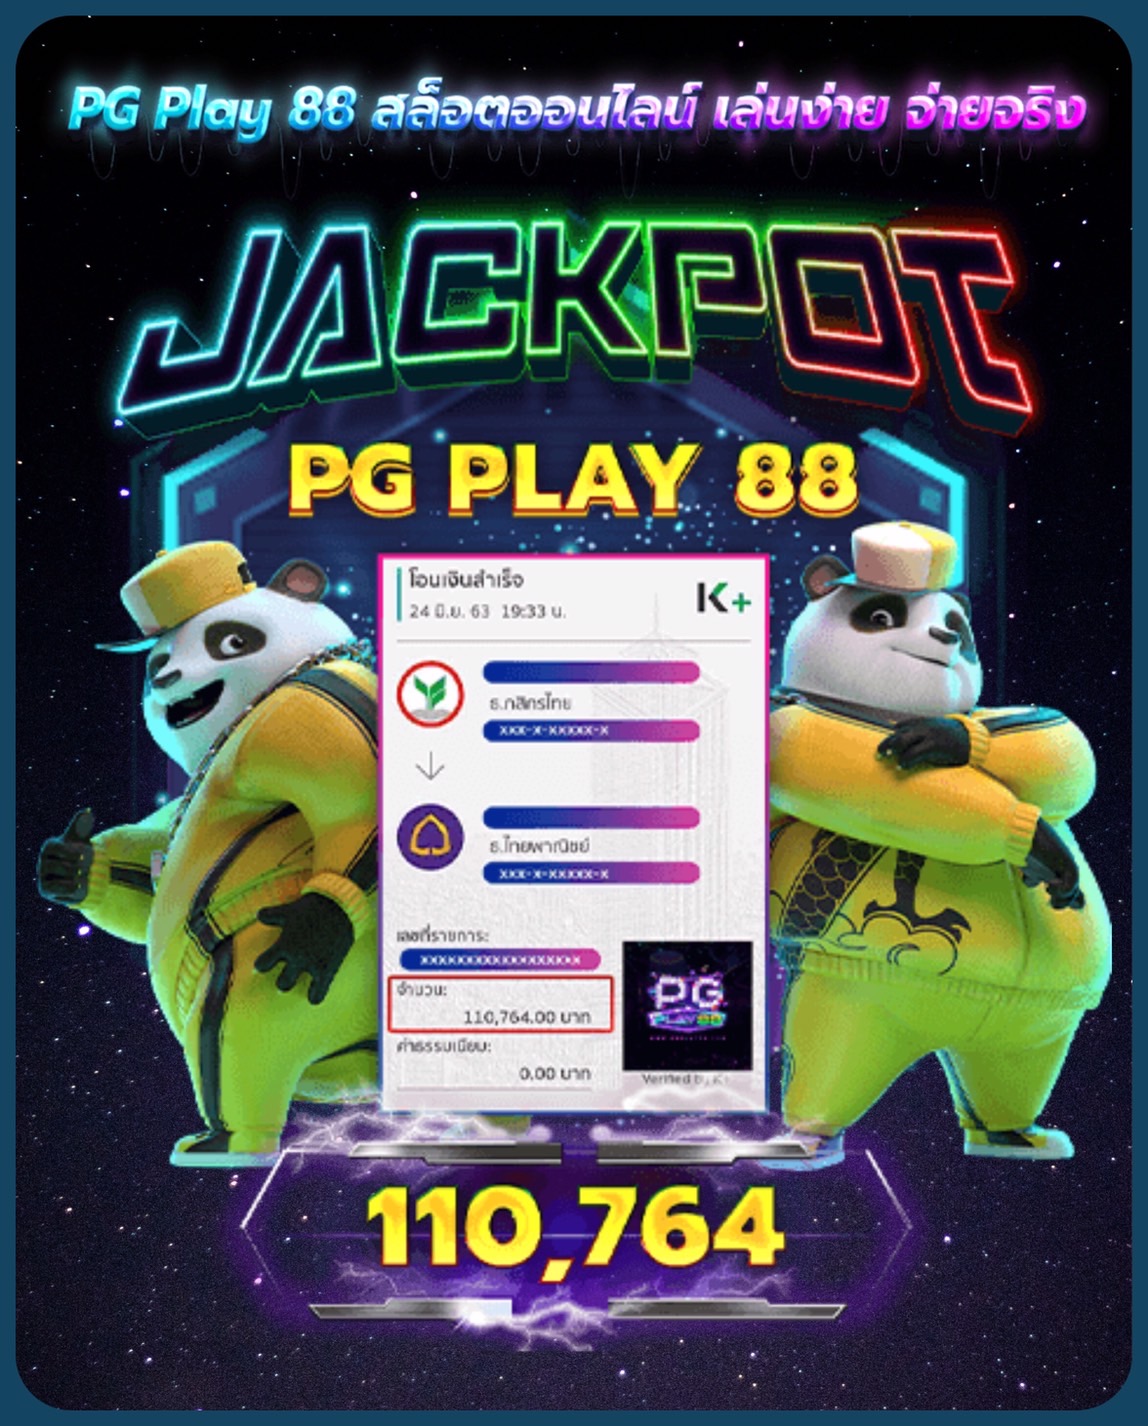 PG Play 88 สล็อตออนไลน์ เล่นง่าย จ่ายจริง
JACKPOT
PG PLAY 88
โอนเงินสำเร็จ
24 มิ.ย. 63 19:33 น.
K+
ธ.กสิกรไทย
xxx-x-xxxxx-x
ธ.ไทยพาณิชย์
xxx-x-xxxxx-x
เลขที่รายการ:
xxxxxxxxxxxxxxxxxx
จำนวน:
110,764.00 บาท
ค่าธรรมเนียม:
0.00 บาท
PG
PLAY88
Verified by K+
110,764